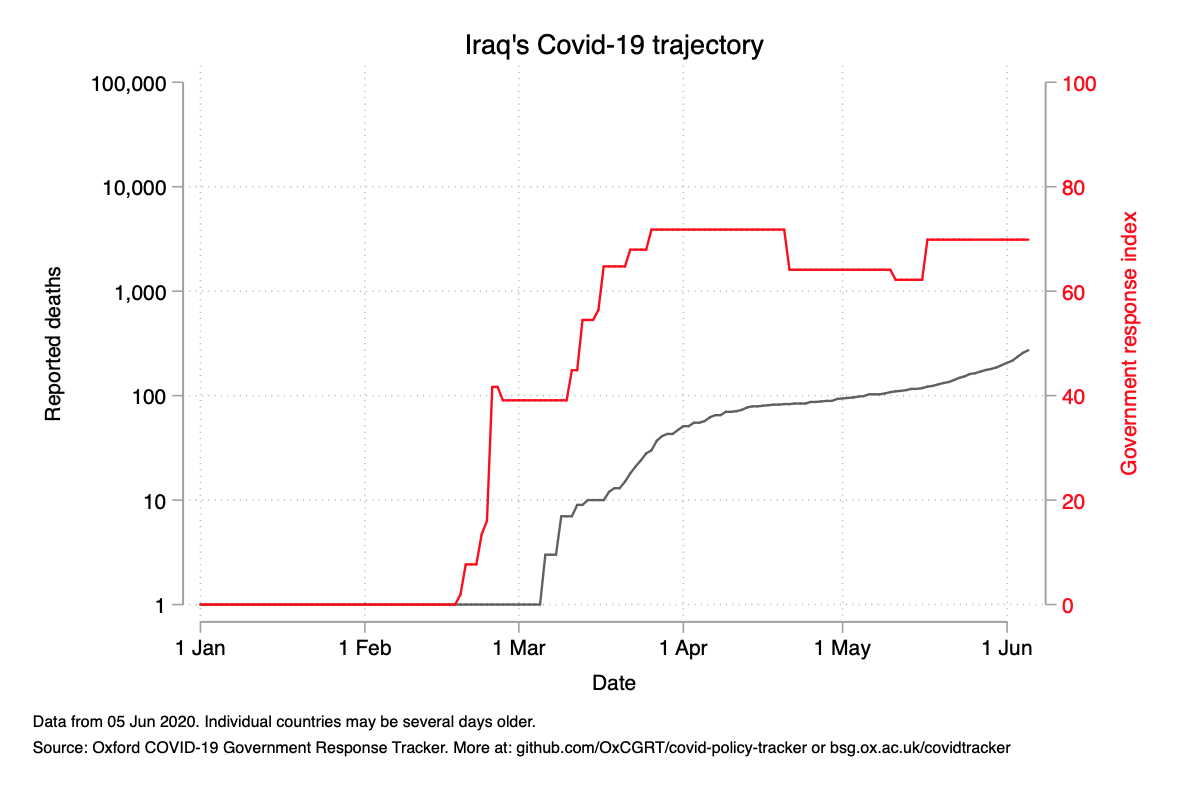 Iraq's Covid-19 trajectory
100,000
10,000
1,000
100
10
1
Reported deaths
100
80
60
40
20
0
Government response index
1 Jan 1 Feb 1 Mar 1 Apr 1 May 1 Jun
Date
Data from 05 Jun 2020. Individual countries may be several days older.
Source: Oxford COVID-19 Government Response Tracker. More at: github.com/OxCGRT/covid-policy-tracker or bsg.ox.ac.uk/covidtracker